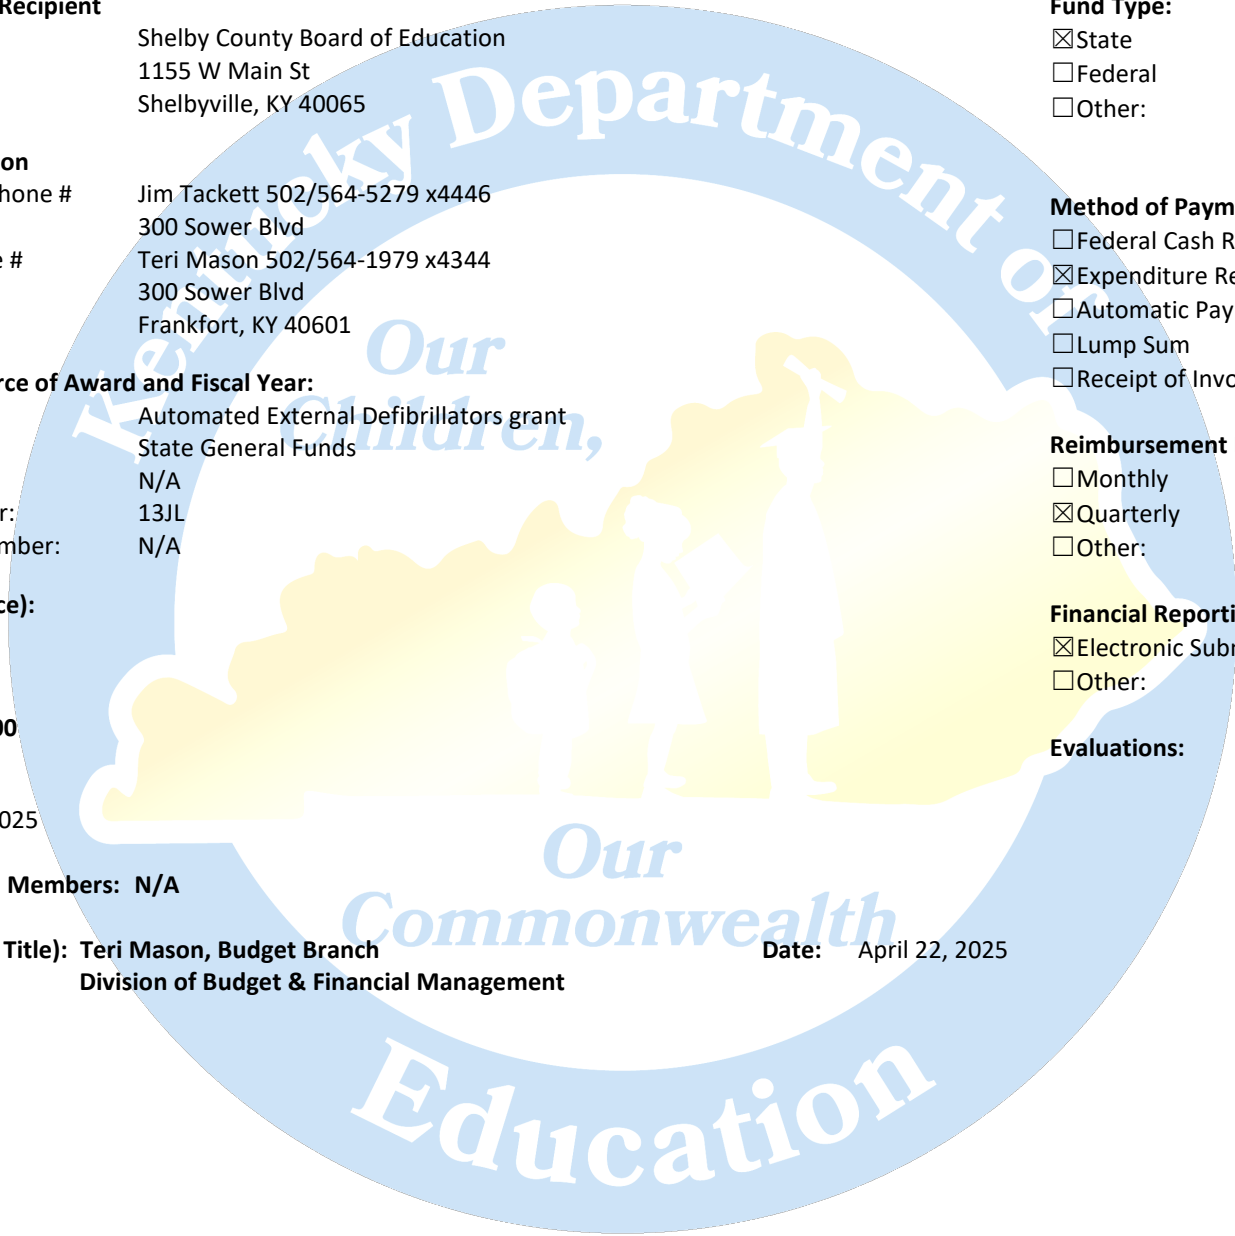 Recipient
Shelby County Board of Education
1155 W Main St
Shelbyville, KY 40065
on
hone # Jim Tackett 502/564-5279 x4446
300 Sower Blvd
e # Teri Mason 502/564-1979 x4344
300 Sower Blvd
Frankfort, KY 40601
rce of Award and Fiscal Year:
Automated External Defibrillators grant
State General Funds
N/A
r: 13JL
mber: N/A
ce):
00
025
Members: N/A
Title): Teri Mason, Budget Branch
Division of Budget & Financial Management
Date: April 22, 2025
Fund Type:
☒State
☐Federal
☐Other:
Method of Paym
☐Federal Cash R
☒Expenditure Re
☐Automatic Pay
☐Lump Sum
☐Receipt of Invo
Reimbursement
☐Monthly
☒Quarterly
☐Other:
Financial Reporti
☒Electronic Subm
☐Other:
Evaluations:
Kentucky Department of
Education
Our
Children,
Our
Commonwealth